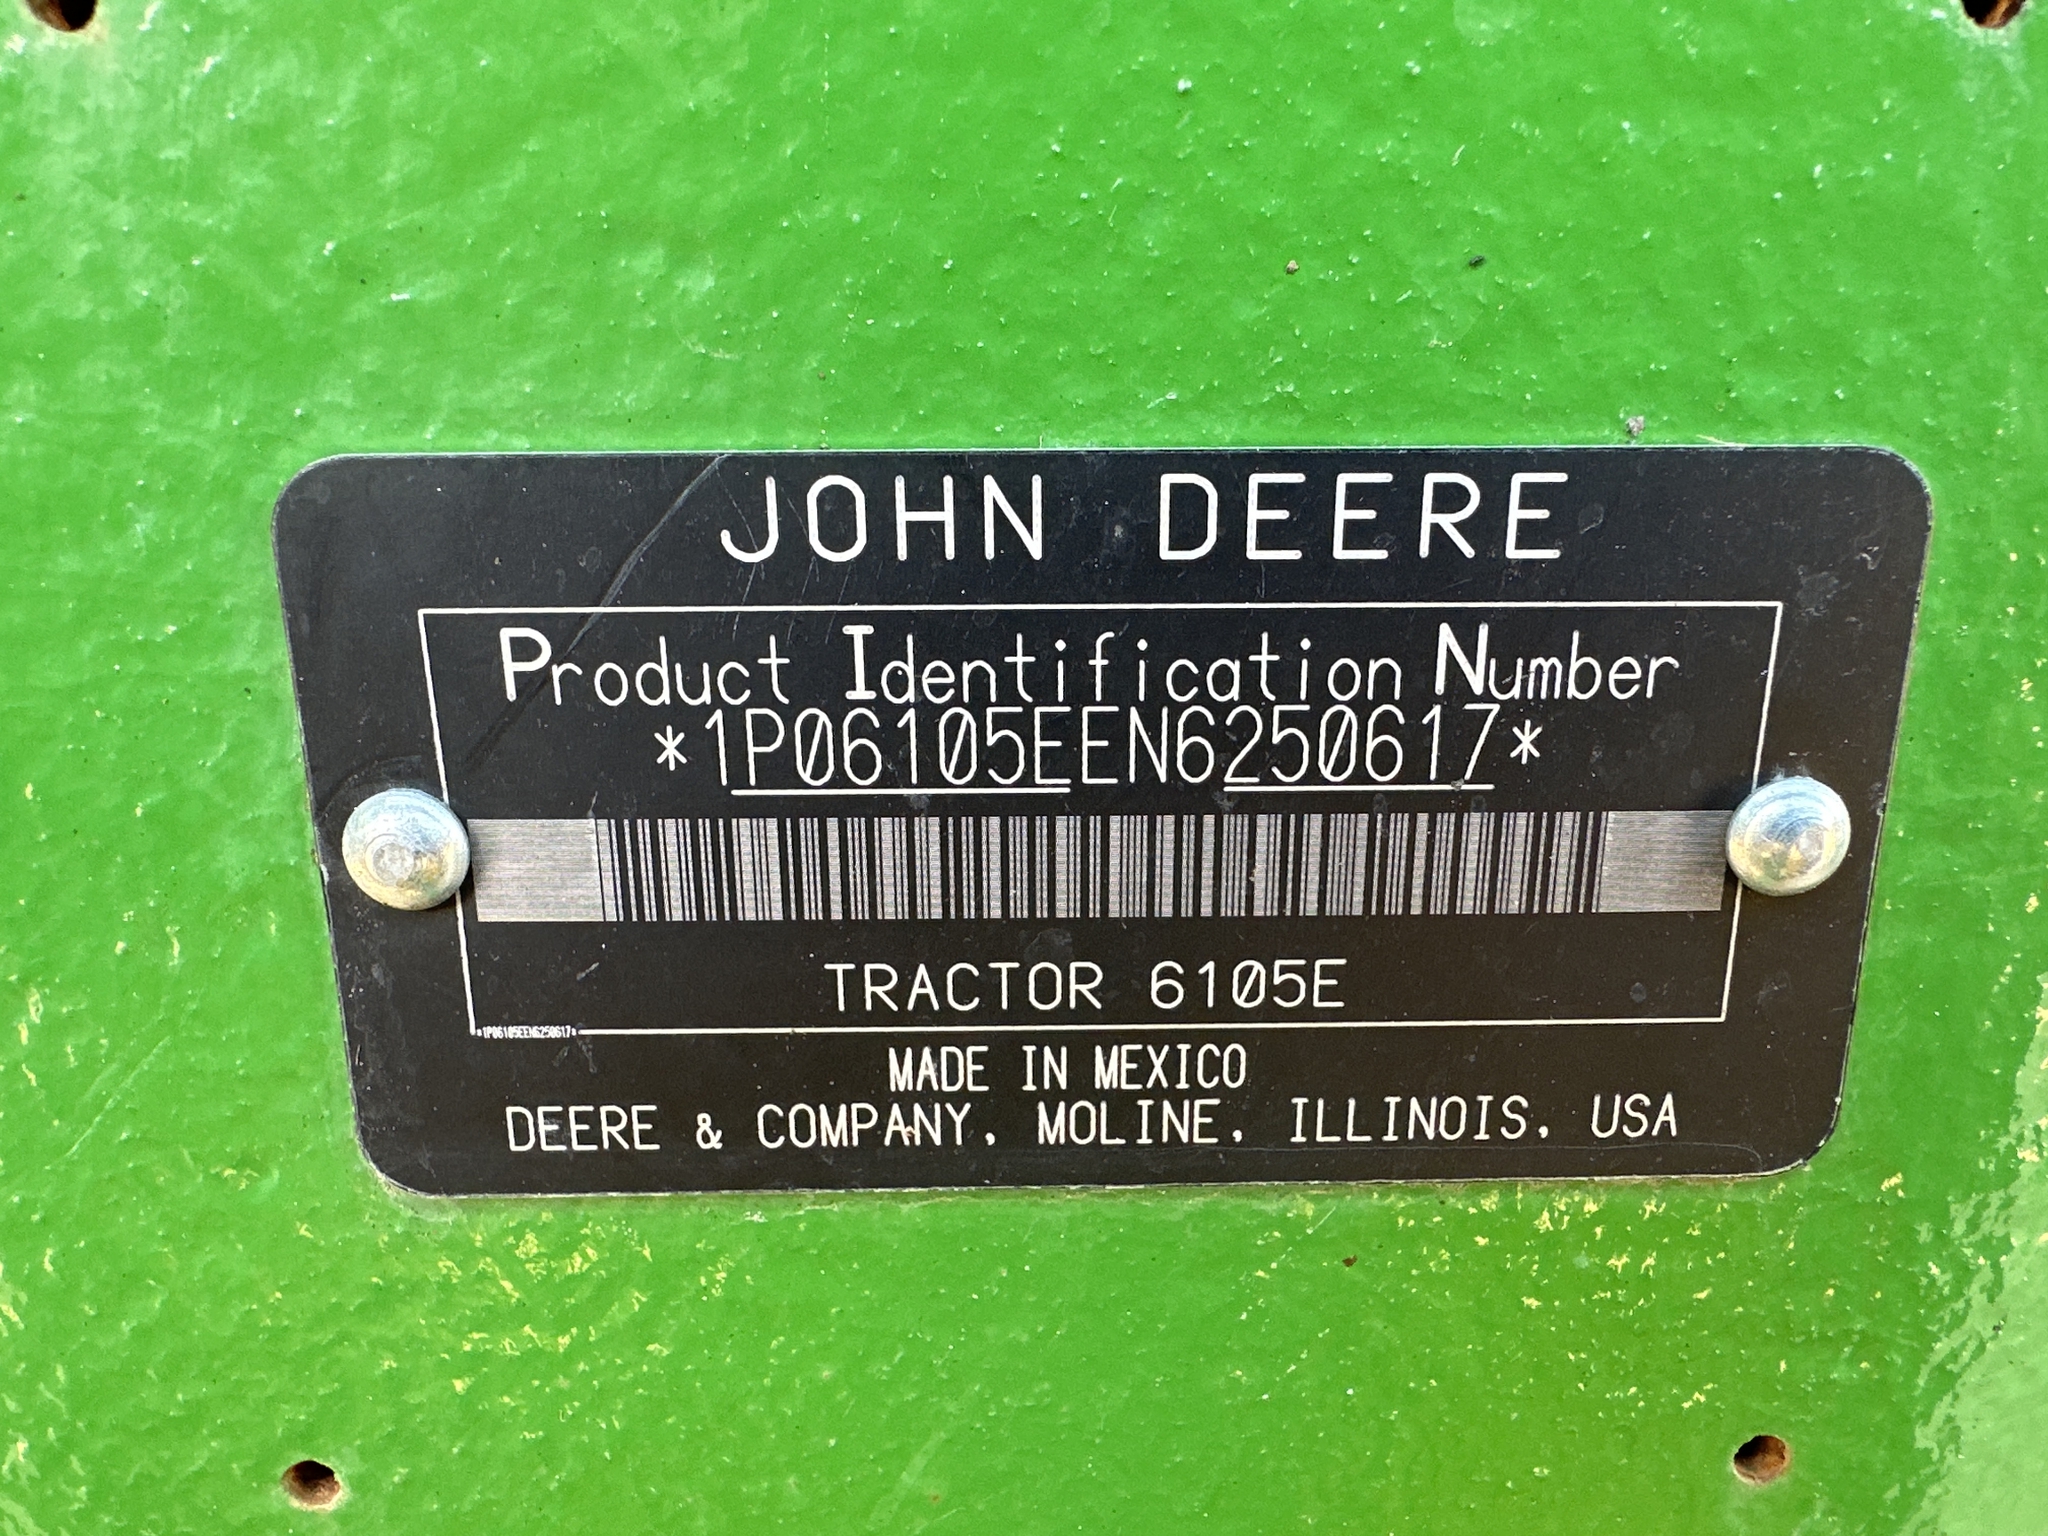 JOHN DEERE
Product Identification Number
*1P06105EEN6250617*
TRACTOR 6105E
*1P06105EEN6250617*
MADE IN MEXICO
DEERE & COMPANY, MOLINE, ILLINOIS, USA